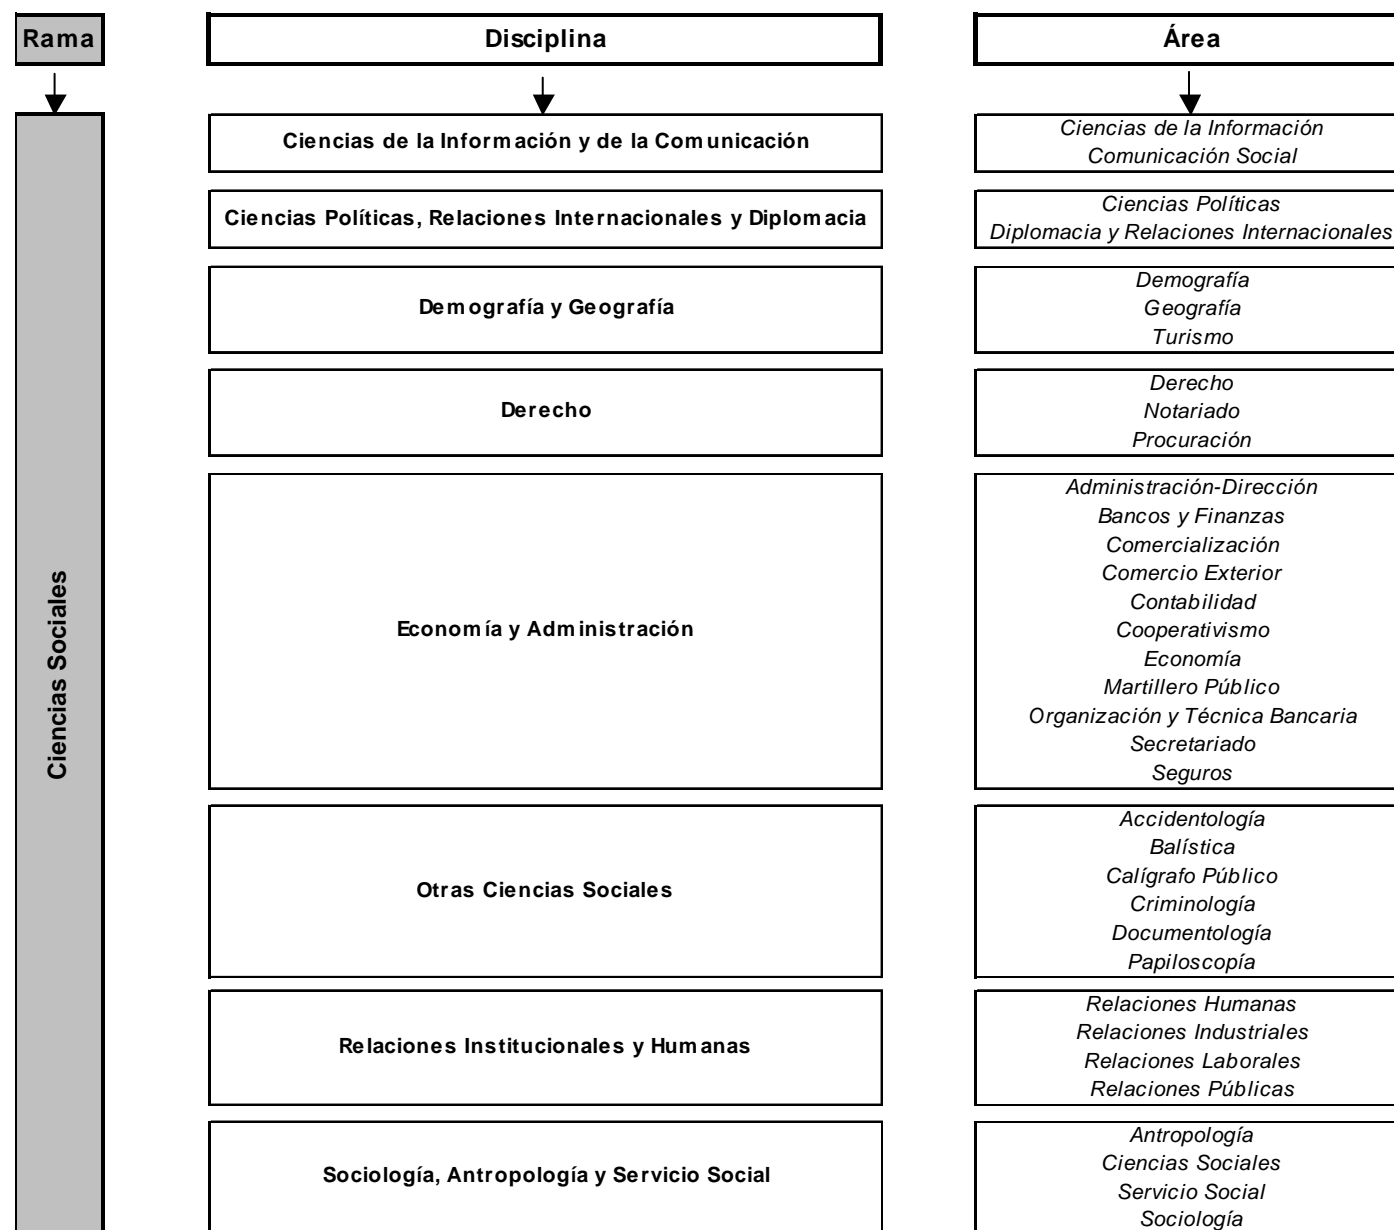 Rama
Disciplina
Área
Ciencias Sociales
Ciencias de la Información y de la Comunicación
Ciencias de la Información
Comunicación Social
Ciencias Políticas, Relaciones Internacionales y Diplomacia
Ciencias Políticas
Diplomacia y Relaciones Internacionales
Demografía y Geografía
Demografía
Geografía
Turismo
Derecho
Derecho
Notariado
Procuración
Economía y Administración
Administración-Dirección
Bancos y Finanzas
Comercialización
Comercio Exterior
Contabilidad
Cooperativismo
Economía
Martillero Público
Organización y Técnica Bancaria
Secretariado
Seguros
Otras Ciencias Sociales
Accidentología
Balística
Calígrafo Público
Criminología
Documentología
Papiloscopía
Relaciones Institucionales y Humanas
Relaciones Humanas
Relaciones Industriales
Relaciones Laborales
Relaciones Públicas
Sociología, Antropología y Servicio Social
Antropología
Ciencias Sociales
Servicio Social
Sociología